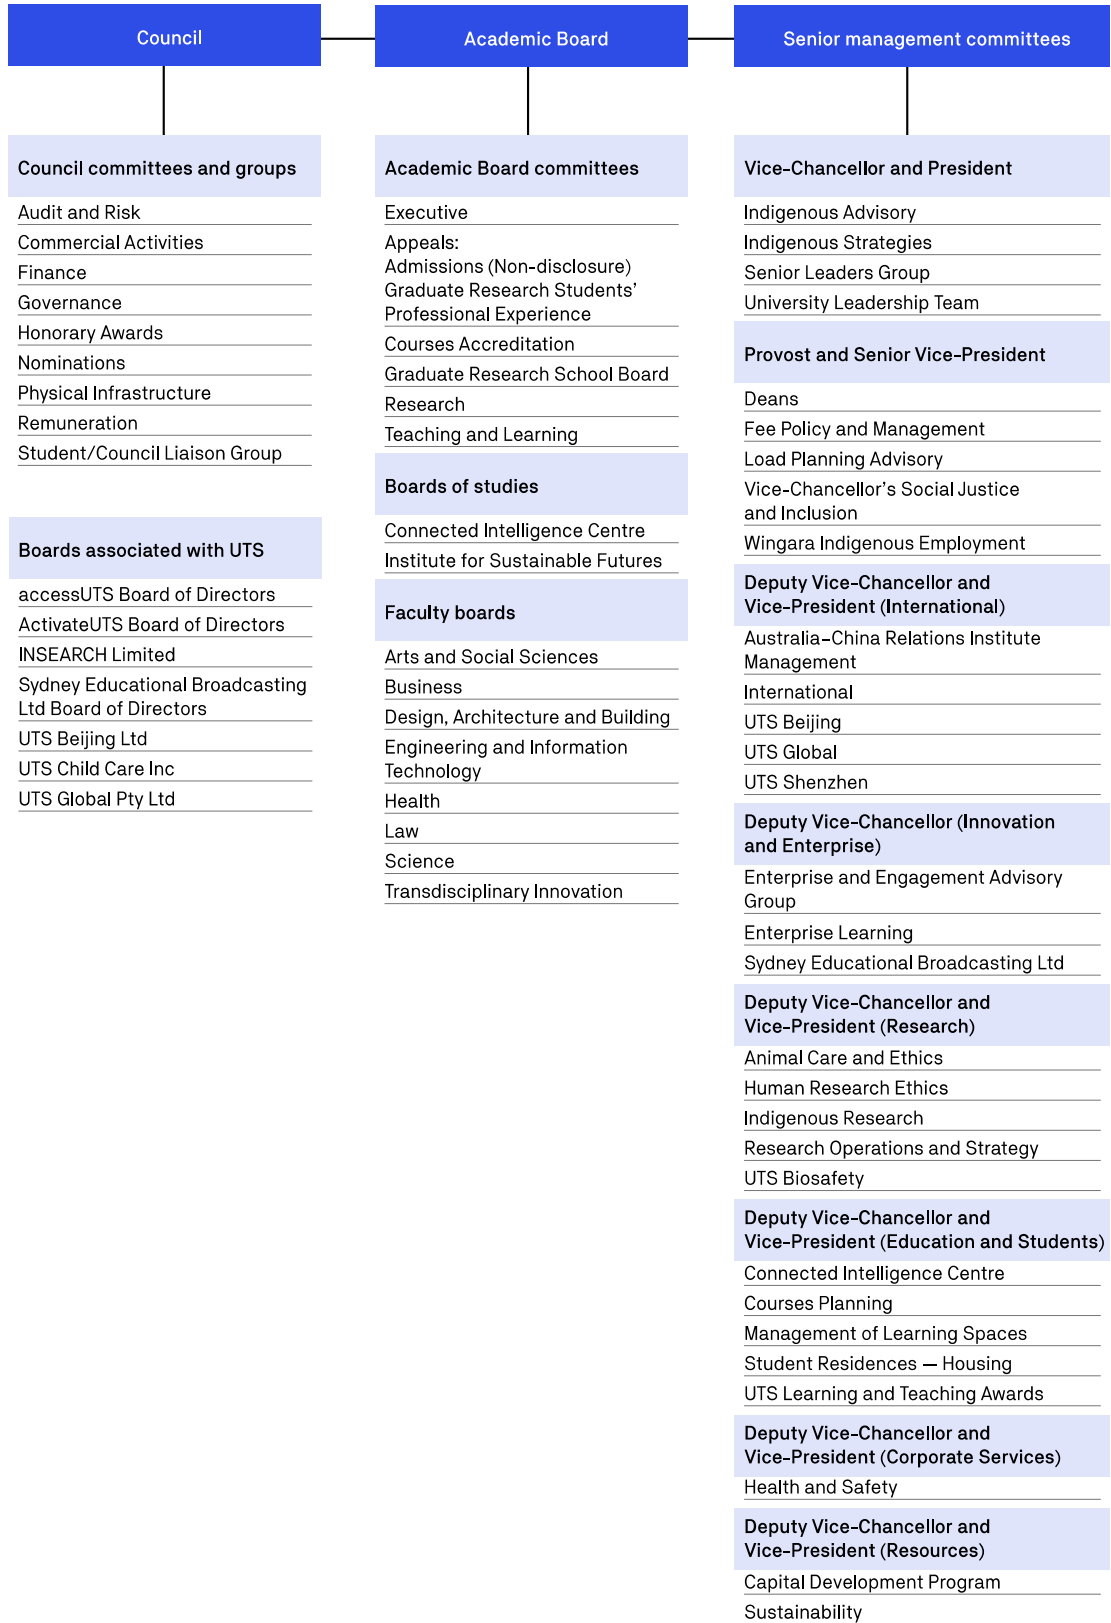 Council
Academic Board
Senior management committees
Council committees and groups
Audit and Risk
Commercial Activities
Finance
Governance
Honorary Awards
Nominations
Physical Infrastructure
Remuneration
Student/Council Liaison Group
Boards associated with UTS
accessUTS Board of Directors
ActivateUTS Board of Directors
INSEARCH Limited
Sydney Educational Broadcasting
Ltd Board of Directors
UTS Beijing Ltd
UTS Child Care Inc
UTS Global Pty Ltd
Academic Board committees
Executive
Appeals:
Admissions (Non-disclosure)
Graduate Research Students’
Professional Experience
Courses Accreditation
Graduate Research School Board
Research
Teaching and Learning
Boards of studies
Connected Intelligence Centre
Institute for Sustainable Futures
Faculty boards
Arts and Social Sciences
Business
Design, Architecture and Building
Engineering and Information
Technology
Health
Law
Science
Transdisciplinary Innovation
Vice-Chancellor and President
Indigenous Advisory
Indigenous Strategies
Senior Leaders Group
University Leadership Team
Provost and Senior Vice-President
Deans
Fee Policy and Management
Load Planning Advisory
Vice-Chancellor’s Social Justice
and Inclusion
Wingara Indigenous Employment
Deputy Vice-Chancellor and
Vice-President (International)
Australia–China Relations Institute
Management
International
UTS Beijing
UTS Global
UTS Shenzhen
Deputy Vice-Chancellor (Innovation
and Enterprise)
Enterprise and Engagement Advisory
Group
Enterprise Learning
Sydney Educational Broadcasting Ltd
Deputy Vice-Chancellor and
Vice-President (Research)
Animal Care and Ethics
Human Research Ethics
Indigenous Research
Research Operations and Strategy
UTS Biosafety
Deputy Vice-Chancellor and
Vice-President (Education and Students)
Connected Intelligence Centre
Courses Planning
Management of Learning Spaces
Student Residences — Housing
UTS Learning and Teaching Awards
Deputy Vice-Chancellor and
Vice-President (Corporate Services)
Health and Safety
Deputy Vice-Chancellor and
Vice-President (Resources)
Capital Development Program
Sustainability